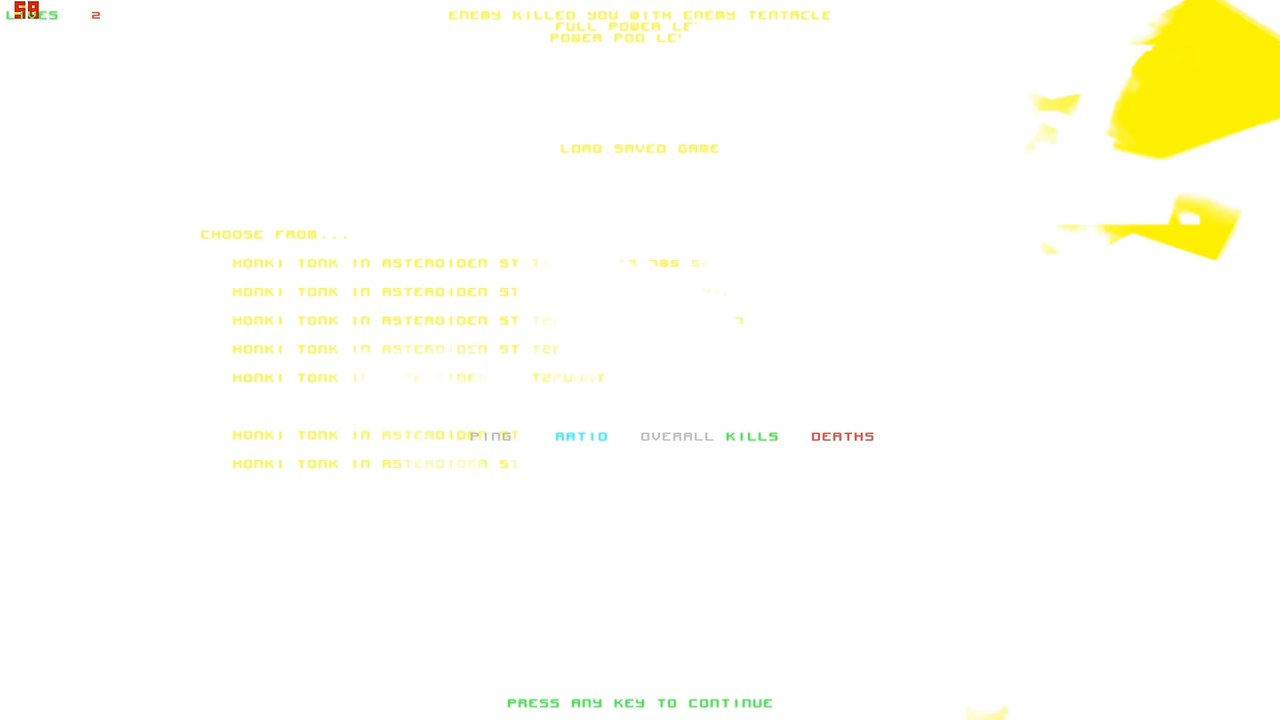 LIVES 2
58
ENEMY KILLED YOU WITH ENEMY TENTACLE
FULL POWER
POWER POD
LOAD SAVED GAME
CHOOSE FROM...
HONKI TONK IN ASTEROIDEN ST
HONKI TONK IN ASTEROIDEN ST
HONKI TONK IN ASTEROIDEN ST
HONKI TONK IN ASTEROIDEN ST
HONKI TONK
HONKI TONK IN ASTEROIDEN ST
PING RATIO OVERALL KILLS DEATHS
HONKI TONK IN ASTEROIDEN ST
PRESS ANY KEY TO CONTINUE